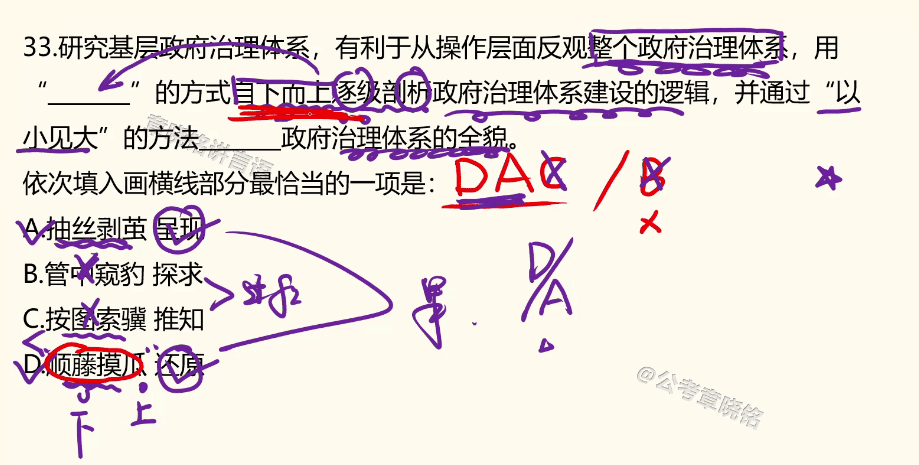 33.研究基层政府治理体系，有利于从操作层面反观整个政府治理体系，用
“________”的方式自下而上逐级剖析政府治理体系建设的逻辑，并通过“以
小见大”的方法________政府治理体系的全貌。
依次填入画横线部分最恰当的一项是：
DAC / B
A.抽丝剥茧 呈现
B.管中窥豹 探求
C.按图索骥 推知
D.顺藤摸瓜 还原
D/A
下
上
@公考章晓铭